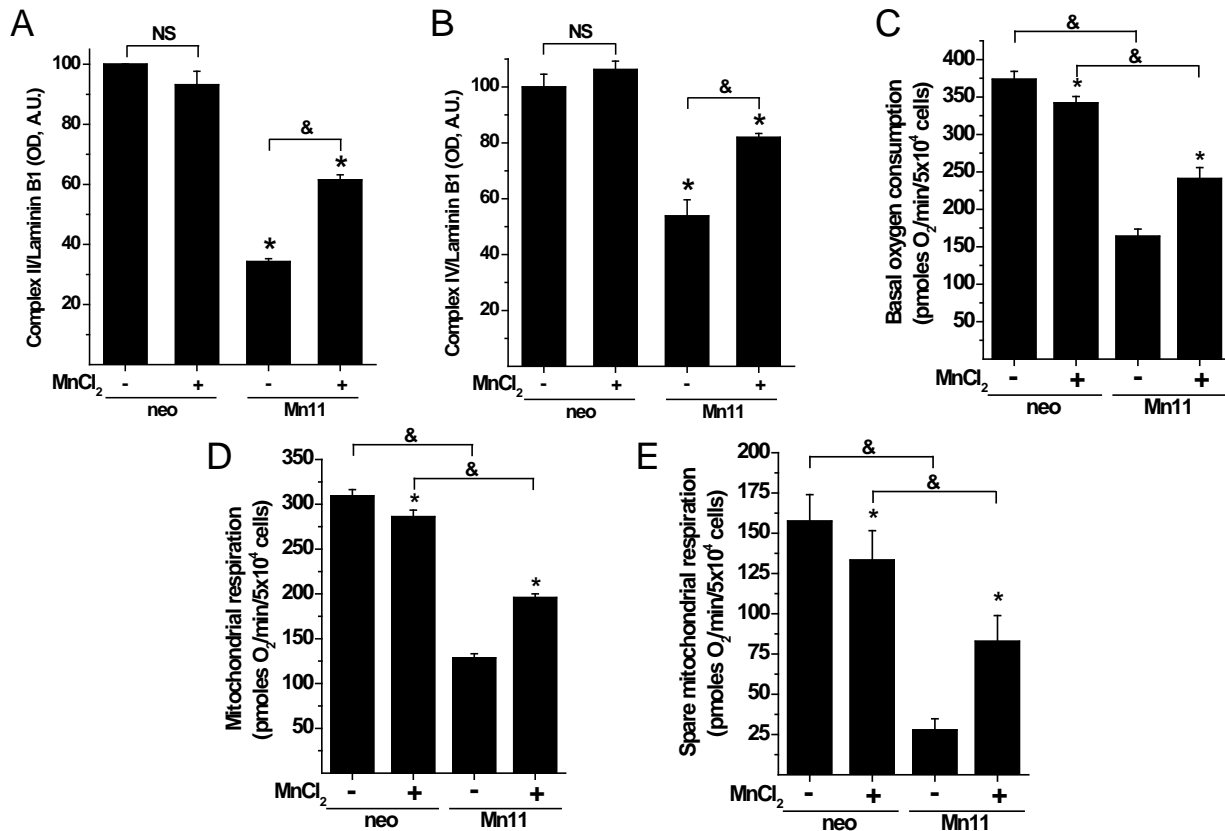 A
Complex II/Laminin B1 (OD, A.U.)
100
80
60
40
20
NS
&
*
*
MnCl2 - + - +
neo Mn11
B
Complex IV/Laminin B1 (OD, A.U.)
100
80
60
40
20
NS
&
*
*
MnCl2 - + - +
neo Mn11
C
Basal oxygen consumption
(pmoles O2/min/5x10^4 cells)
400
350
300
250
200
150
100
50
&
&
*
*
MnCl2 - + - +
neo Mn11
D
Mitochondrial respiration
(pmoles O2/min/5x10^4 cells)
350
300
250
200
150
100
50
&
&
*
*
MnCl2 - + - +
neo Mn11
E
Spare mitochondrial respiration
(pmoles O2/min/5x10^4 cells)
200
175
150
125
100
75
50
25
&
&
*
*
MnCl2 - + - +
neo Mn11